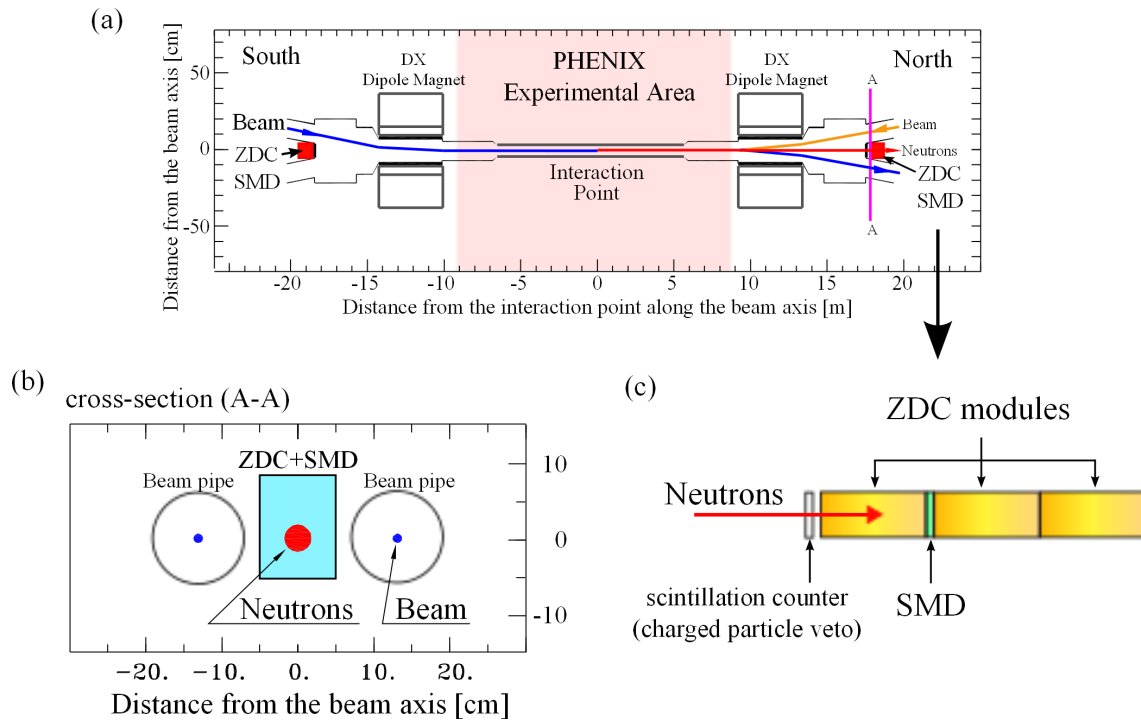 (a)
Distance from the beam axis [cm]
50
0
-50
South
DX
Dipole Magnet
PHENIX
Experimental Area
DX
Dipole Magnet
A
North
Beam
ZDC
SMD
Interaction
Point
Beam
Neutrons
ZDC
SMD
A
-20 -15 -10 -5 0 5 10 15 20
Distance from the interaction point along the beam axis [m]
(b)
cross-section (A-A)
ZDC+SMD
Beam pipe
Beam pipe
10
0
-10
Neutrons
Beam
-20. -10. 0. 10. 20.
Distance from the beam axis [cm]
(c)
ZDC modules
Neutrons
scintillation counter
(charged particle veto)
SMD